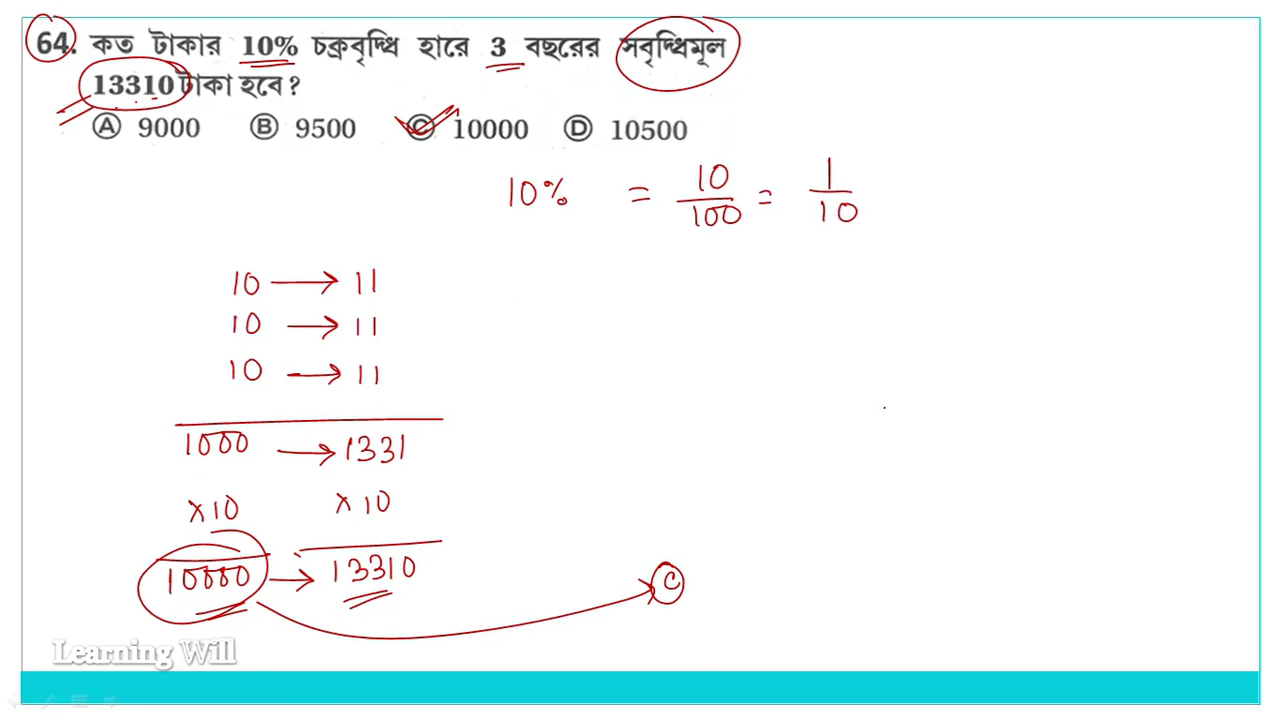 64. কত টাকার 10% চক্রবৃদ্ধি হারে 3 বছরের সবৃদ্ধিমূল
13310 টাকা হবে?
Ⓐ 9000 Ⓑ 9500 Ⓒ 10000 Ⓓ 10500
10% = 10/100 = 1/10
10 → 11
10 → 11
10 → 11
1000 → 1331
×10 ×10
10000 → 13310
C
Learning Will